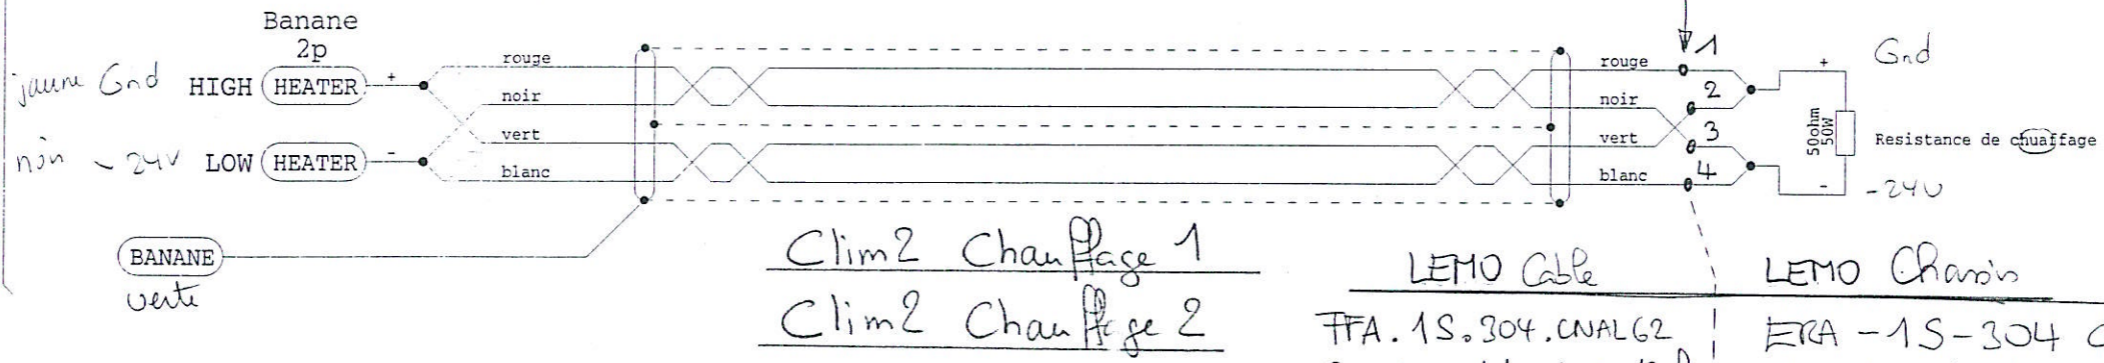 Banane
2p
jaune Gnd HIGH HEATER +
noir -24V LOW HEATER -
rouge
noir
vert
blanc
BANANE
verte
rouge
noir
vert
blanc
1
2
3
4
+
-
50ohm
50W
Gnd
Resistance de chuaffage
-24V
Clim2 Chauffage 1
Clim2 Chauffage 2
LEMO Cable
FFA.1S.304.CNAL62
LEMO Chassis
ERA-1S-304